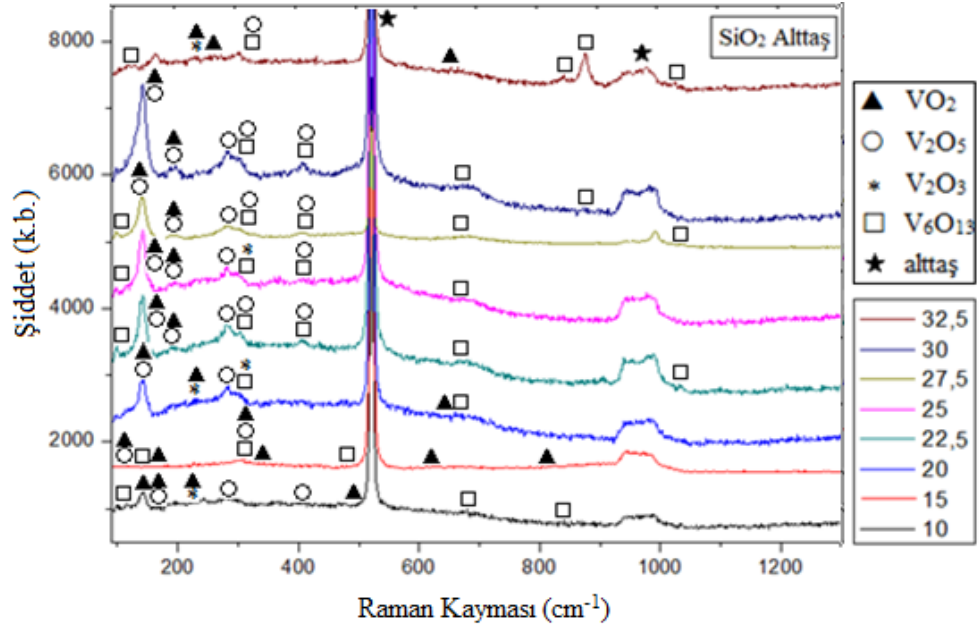 SiO₂ Alttaş
8000
6000
4000
2000
Şiddet (k.b.)
200
400
600
800
1000
1200
Raman Kayması (cm⁻¹)
VO₂
V₂O₅
V₂O₃
V₆O₁₃
alttaş
32,5
30
27,5
25
22,5
20
15
10